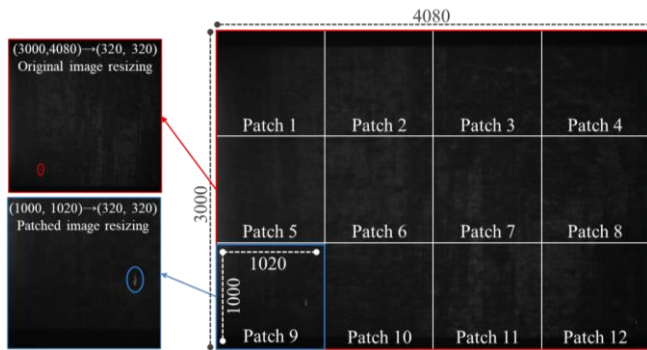 4080
(3000,4080)→(320, 320)
Original image resizing
Patch 1 Patch 2 Patch 3 Patch 4
3000
(1000, 1020)→(320, 320)
Patched image resizing
Patch 5 Patch 6 Patch 7 Patch 8
1020
1000
Patch 9 Patch 10 Patch 11 Patch 12